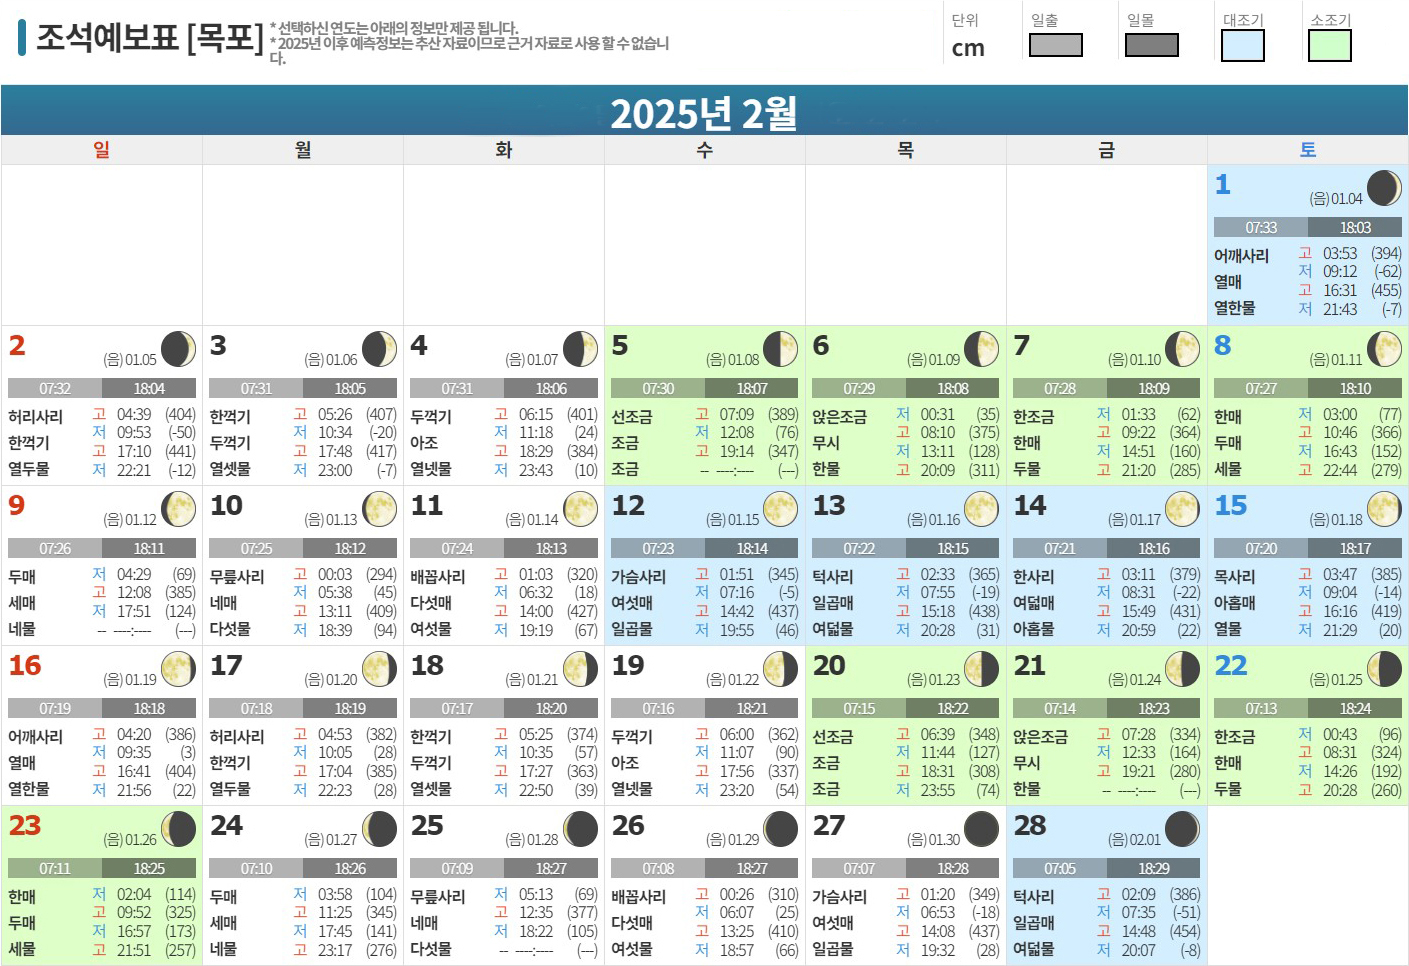 조석예보표 [목포]
* 선택하신 연도는 아래의 정보만 제공 됩니다.
* 2025년 이후 예측정보는 추산 자료이므로 근거 자료로 사용 할 수 없습니
다.
단위
cm
일출
일몰
대조기
소조기
2025년 2월
일 월 화 수 목 금 토
1 (음) 01.04
07:33 18:03
어깨사리
열매
열한물
고 03:53 (394)
저 09:12 (-62)
고 16:31 (455)
저 21:43 (-7)
2 (음) 01.05
07:32 18:04
허리사리
한꺽기
열두물
고 04:39 (404)
저 09:53 (-50)
고 17:10 (441)
저 22:21 (-12)
3 (음) 01.06
07:31 18:05
한꺽기
두꺽기
열셋물
고 05:26 (407)
저 10:34 (-20)
고 17:48 (417)
저 23:00 (-7)
4 (음) 01.07
07:31 18:06
두꺽기
아조
열넷물
고 06:15 (401)
저 11:18 (24)
고 18:29 (384)
저 23:43 (10)
5 (음) 01.08
07:30 18:07
선조금
조금
조금
고 07:09 (389)
저 12:08 (76)
고 19:14 (347)
-- ----:---- (---)
6 (음) 01.09
07:29 18:08
앉은조금
무시
한물
저 00:31 (35)
고 08:10 (375)
저 13:11 (128)
고 20:09 (311)
7 (음) 01.10
07:28 18:09
한조금
한매
두물
저 01:33 (62)
고 09:22 (364)
저 14:51 (160)
고 21:20 (285)
8 (음) 01.11
07:27 18:10
한매
두매
세물
저 03:00 (77)
고 10:46 (366)
저 16:43 (152)
고 22:44 (279)
9 (음) 01.12
07:26 18:11
두매
세매
네물
저 04:29 (69)
고 12:08 (385)
저 17:51 (124)
-- ----:---- (---)
10 (음) 01.13
07:25 18:12
무릎사리
네매
다섯물
고 00:03 (294)
저 05:38 (45)
고 13:11 (409)
저 18:39 (94)
11 (음) 01.14
07:24 18:13
배꼽사리
다섯매
여섯물
고 01:03 (320)
저 06:32 (18)
고 14:00 (427)
저 19:19 (67)
12 (음) 01.15
07:23 18:14
가슴사리
여섯매
일곱물
고 01:51 (345)
저 07:16 (-5)
고 14:42 (437)
저 19:55 (46)
13 (음) 01.16
07:22 18:15
턱사리
일곱매
여덟물
고 02:33 (365)
저 07:55 (-19)
고 15:18 (438)
저 20:28 (31)
14 (음) 01.17
07:21 18:16
한사리
여덟매
아홉물
고 03:11 (379)
저 08:31 (-22)
고 15:49 (431)
저 20:59 (22)
15 (음) 01.18
07:20 18:17
목사리
아홉매
열물
고 03:47 (385)
저 09:04 (-14)
고 16:16 (419)
저 21:29 (20)
16 (음) 01.19
07:19 18:18
어깨사리
열매
열한물
고 04:20 (386)
저 09:35 (3)
고 16:41 (404)
저 21:56 (22)
17 (음) 01.20
07:18 18:19
허리사리
한꺽기
열두물
고 04:53 (382)
저 10:05 (28)
고 17:04 (385)
저 22:23 (28)
18 (음) 01.21
07:17 18:20
한꺽기
두꺽기
열셋물
고 05:25 (374)
저 10:35 (57)
고 17:27 (363)
저 22:50 (39)
19 (음) 01.22
07:16 18:21
두꺽기
아조
열넷물
고 06:00 (362)
저 11:07 (90)
고 17:56 (337)
저 23:20 (54)
20 (음) 01.23
07:15 18:22
선조금
조금
조금
고 06:39 (348)
저 11:44 (127)
고 18:31 (308)
저 23:55 (74)
21 (음) 01.24
07:14 18:23
앉은조금
무시
한물
고 07:28 (334)
저 12:33 (164)
고 19:21 (280)
-- ----:---- (---)
22 (음) 01.25
07:13 18:24
한조금
한매
두물
저 00:43 (96)
고 08:31 (324)
저 14:26 (192)
고 20:28 (260)
23 (음) 01.26
07:11 18:25
한매
두매
세물
저 02:04 (114)
고 09:52 (325)
저 16:57 (173)
고 21:51 (257)
24 (음) 01.27
07:10 18:26
두매
세매
네물
저 03:58 (104)
고 11:25 (345)
저 17:45 (141)
고 23:17 (276)
25 (음) 01.28
07:09 18:27
무릎사리
네매
다섯물
저 05:13 (69)
고 12:35 (377)
저 18:22 (105)
-- ----:---- (---)
26 (음) 01.29
07:08 18:27
배꼽사리
다섯매
여섯물
고 00:26 (310)
저 06:07 (25)
고 13:25 (410)
저 18:57 (66)
27 (음) 01.30
07:07 18:28
가슴사리
여섯매
일곱물
고 01:20 (349)
저 06:53 (-18)
고 14:08 (437)
저 19:32 (28)
28 (음) 02.01
07:05 18:29
턱사리
일곱매
여덟물
고 02:09 (386)
저 07:35 (-51)
고 14:48 (454)
저 20:07 (-8)